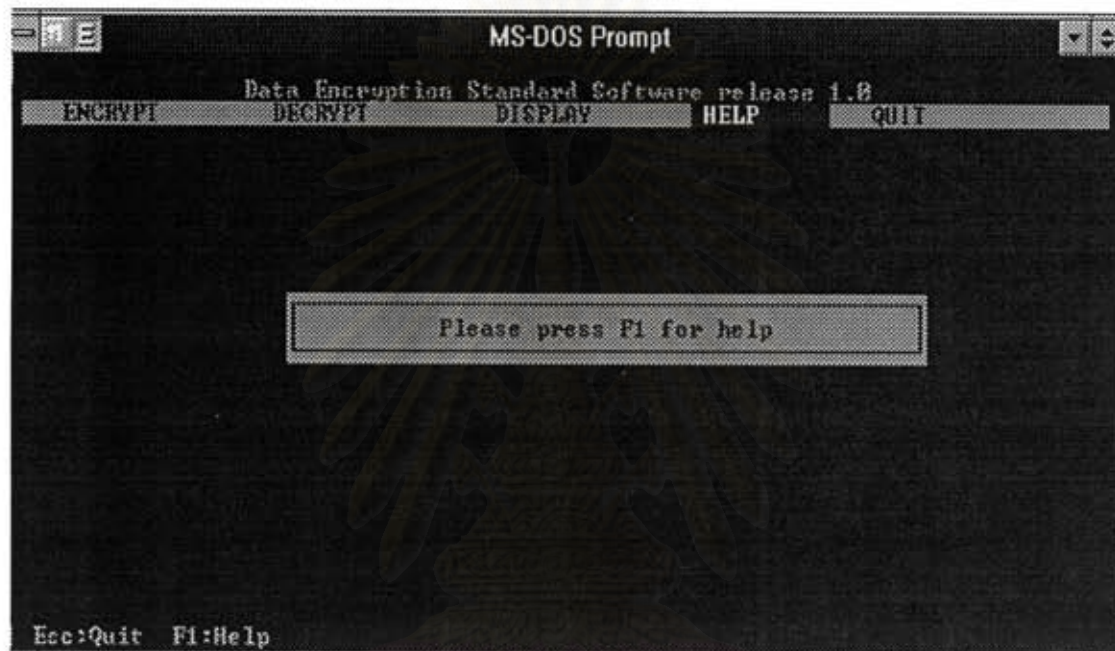 MS-DOS Prompt
Data Encryption Standard Software release 1.0
ENCRYPT DECRYPT DISPLAY HELP QUIT
Please press F1 for help
Esc:Quit F1:Help